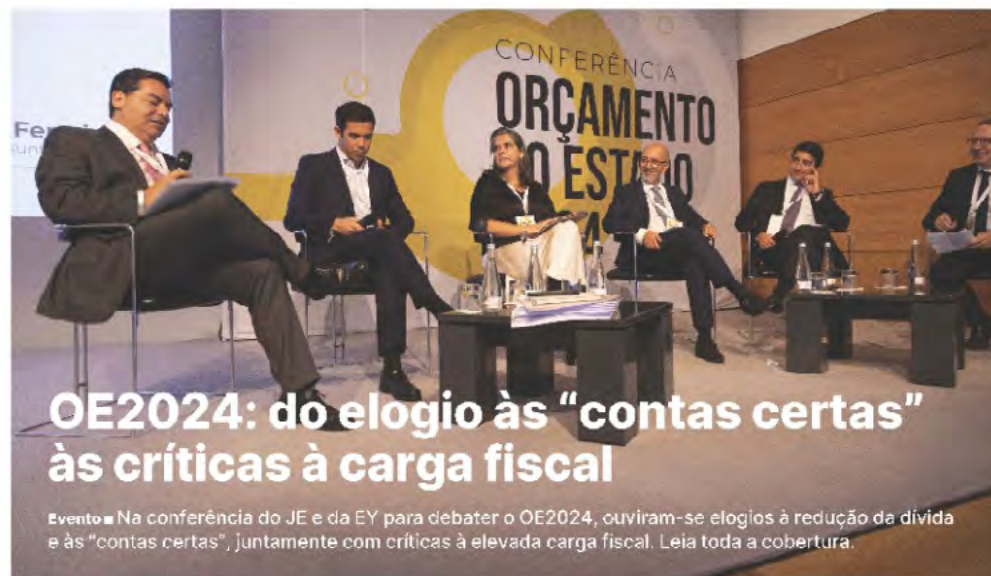 CONFERÊNCIA
ORÇAMENTO
DO ESTADO
OE2024: do elogio às “contas certas”
às críticas à carga fiscal
Evento ■ Na conferência do JE e da EY para debater o OE2024, ouviram-se elogios à redução da dívida
e às “contas certas”, juntamente com críticas à elevada carga fiscal. Leia toda a cobertura.